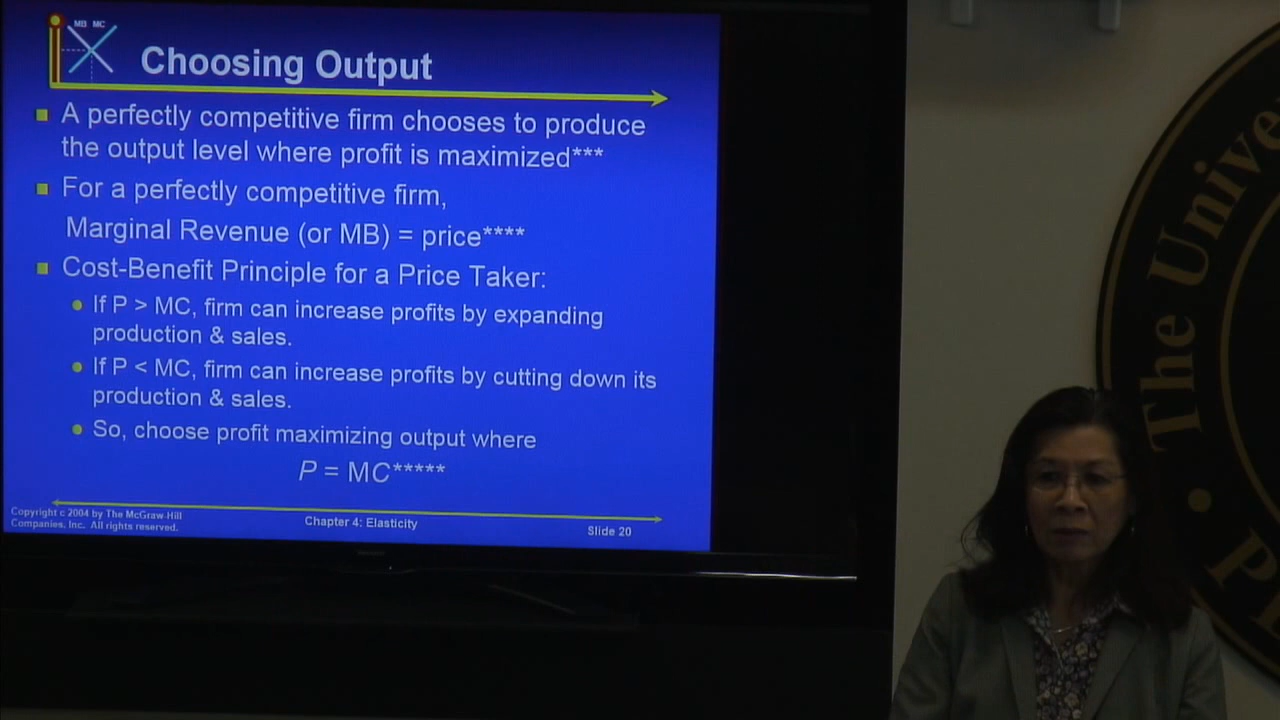 MB MC
Choosing Output
A perfectly competitive firm chooses to produce
the output level where profit is maximized***
For a perfectly competitive firm,
Marginal Revenue (or MB) = price****
Cost-Benefit Principle for a Price Taker:
If P > MC, firm can increase profits by expanding
production & sales.
If P < MC, firm can increase profits by cutting down its
production & sales.
So, choose profit maximizing output where
P = MC*****
Copyright c 2004 by The McGraw-Hill
Companies, Inc. All rights reserved.
Chapter 4: Elasticity
Slide 20
The